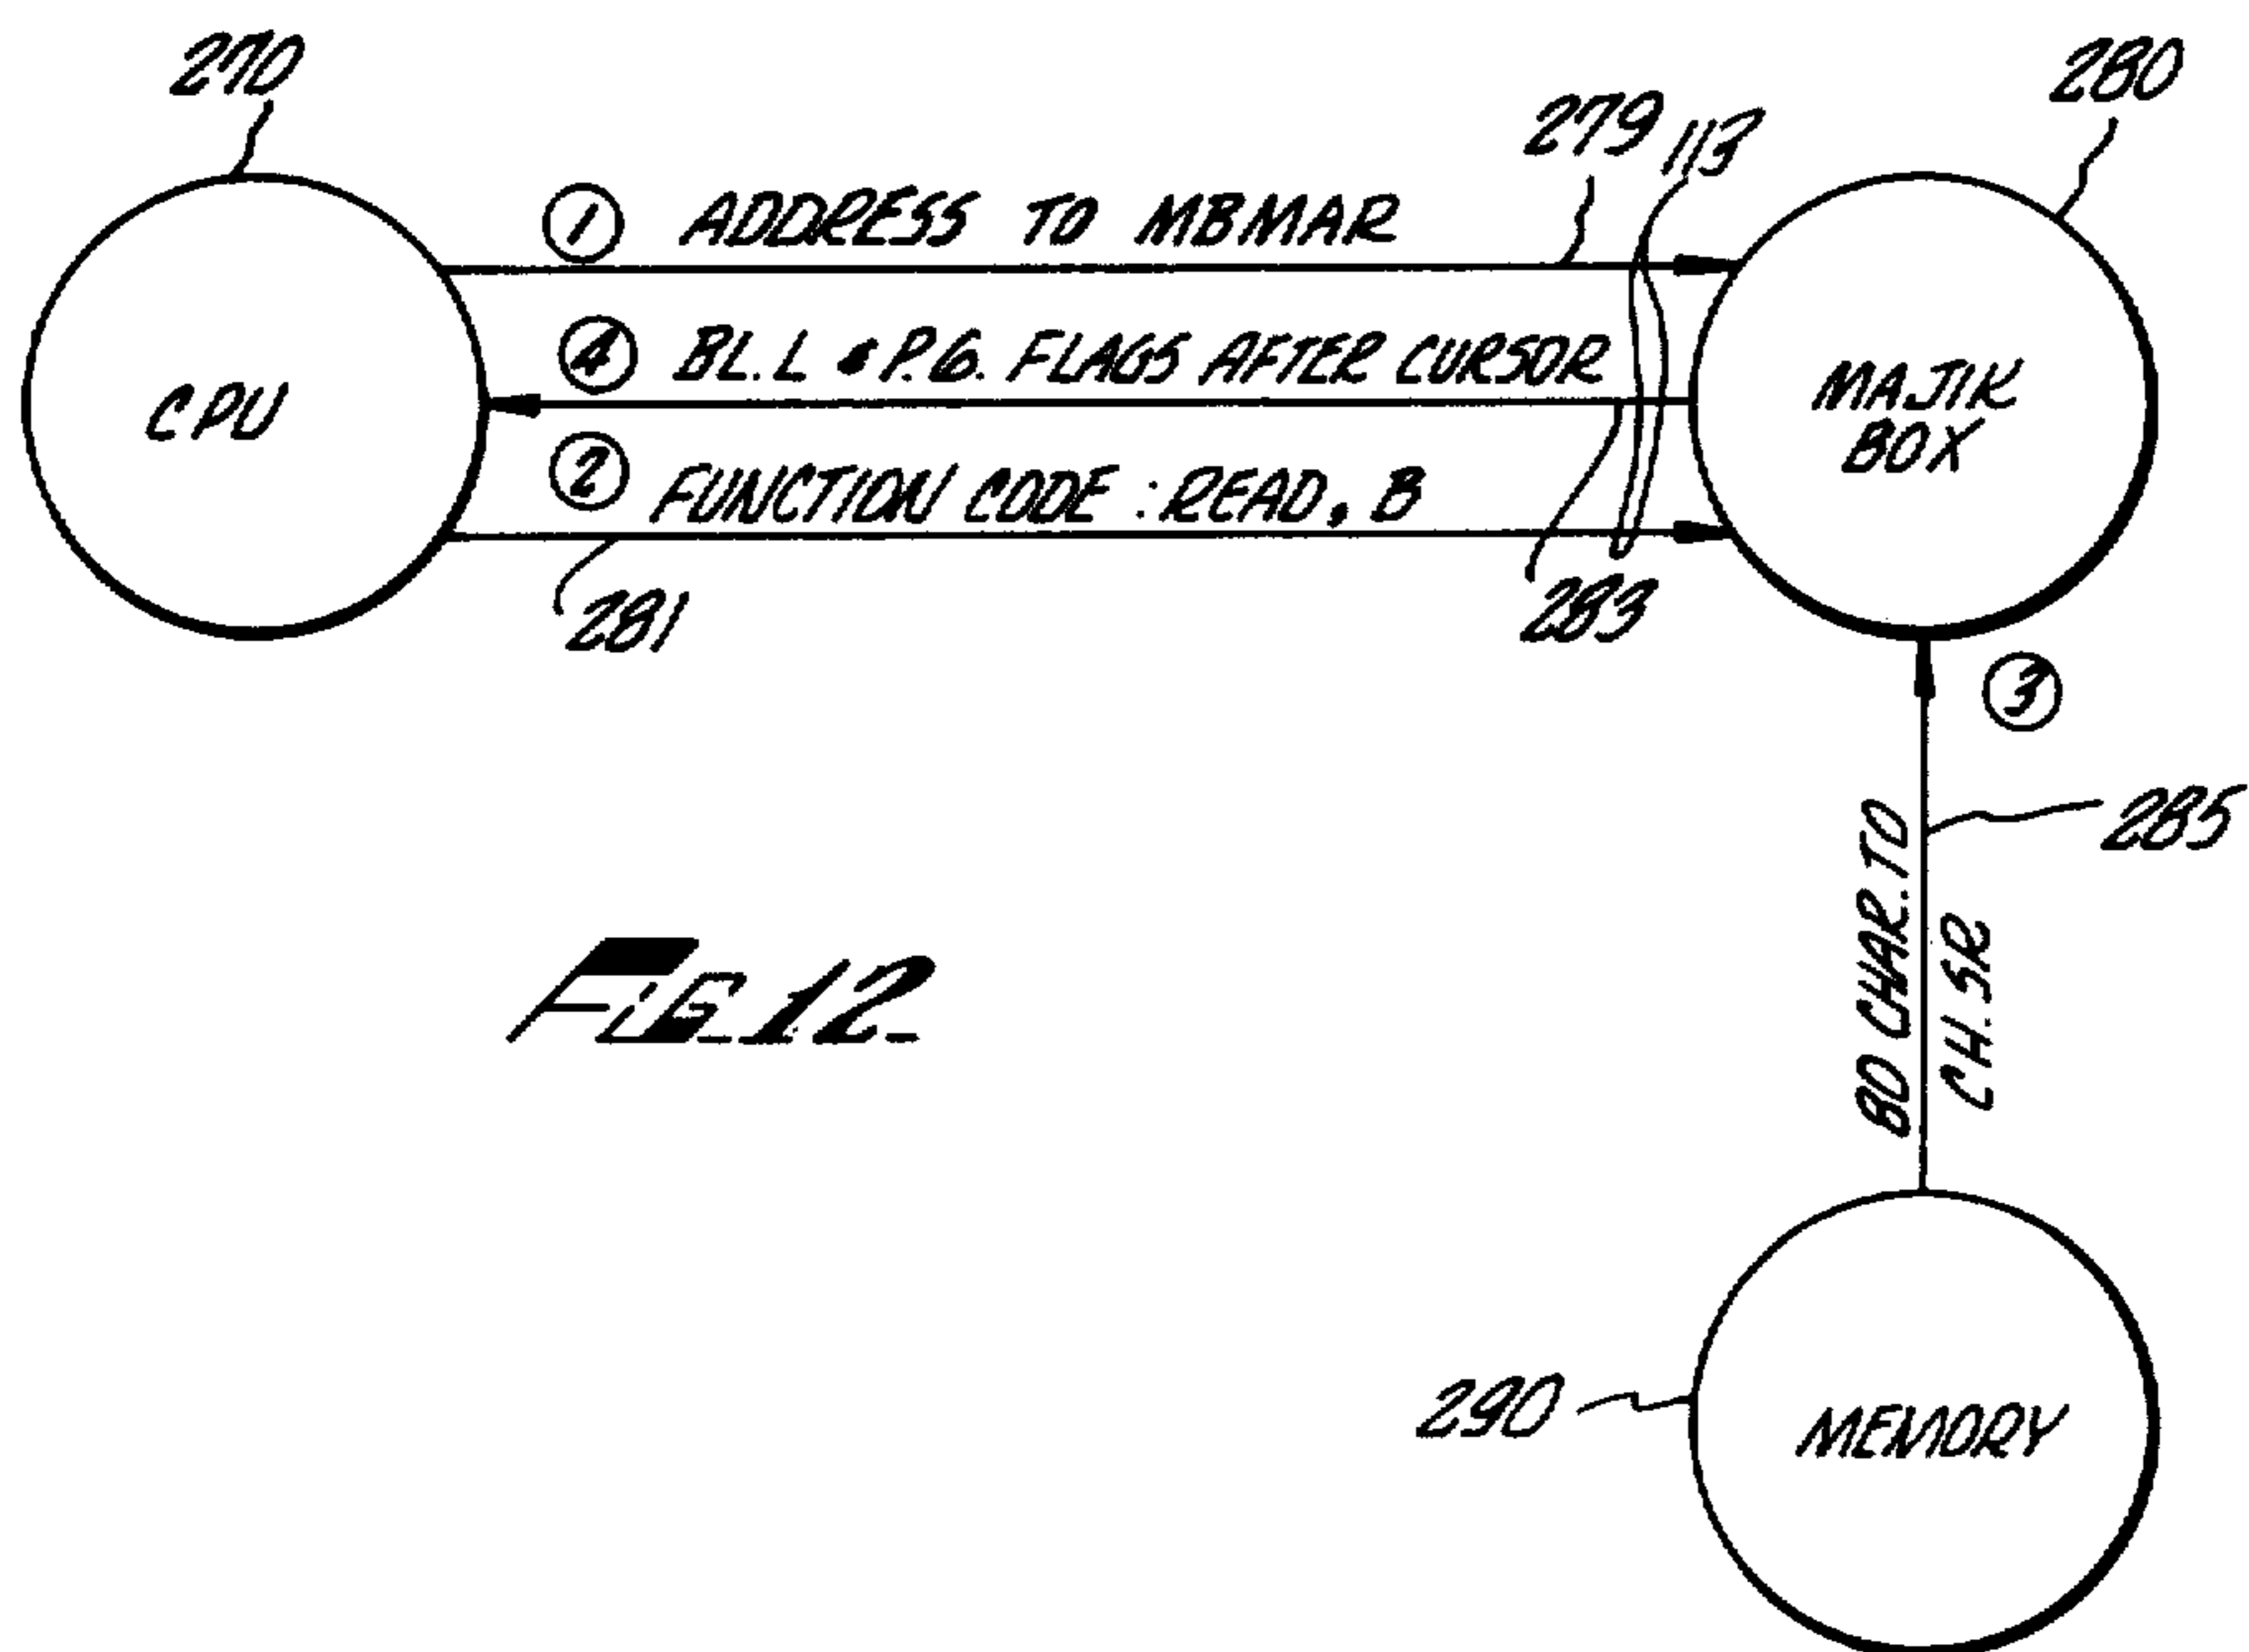 270
280
279
113
① ADDRESS TO MBMAR
④ BL. L & P.G. FLAGS AFTER CURSOR
CPU
MAJIK
BOX
② FUNCTION CODE : READ, B
281
283
③
285
80 CHAR. TO
CH. SR
FIG. 12
290
MEMORY